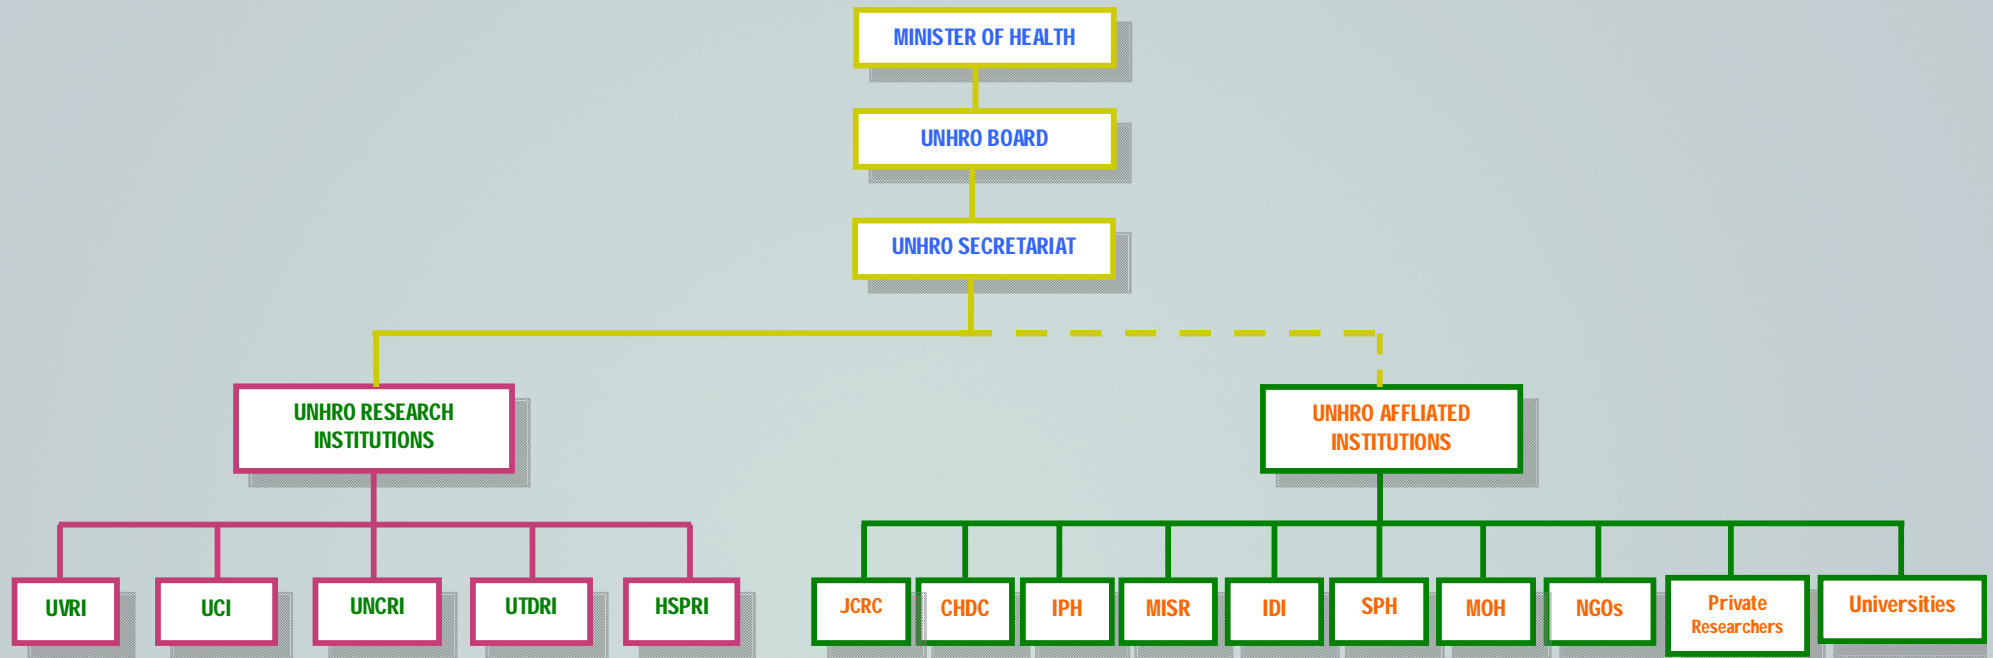 MINISTER OF HEALTH
UNHRO BOARD
UNHRO SECRETARIAT
UNHRO RESEARCH
INSTITUTIONS
UNHRO AFFLIATED
INSTITUTIONS
UVRI
UCI
UNCRI
UTDRI
HSPRI
JCRC
CHDC
IPH
MISR
IDI
SPH
MOH
NGOs
Private
Researchers
Universities